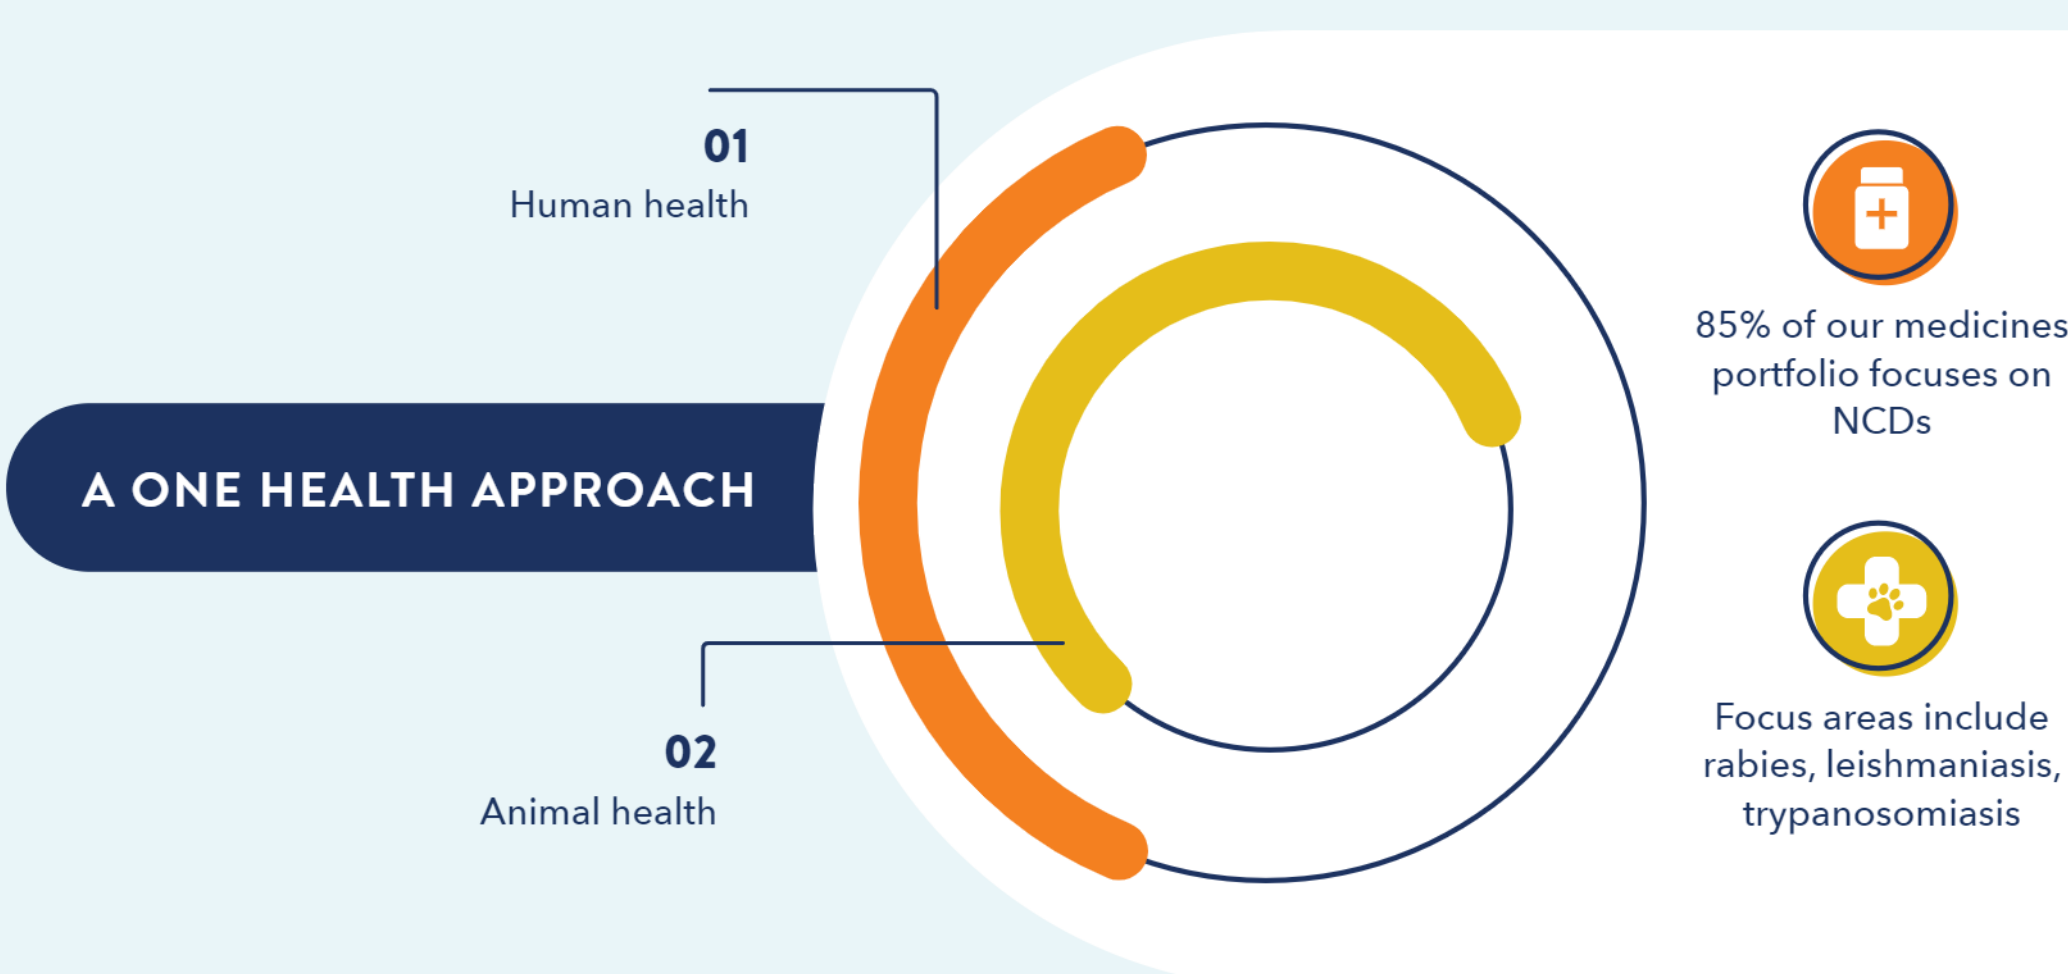 01
Human health
A ONE HEALTH APPROACH
02
Animal health
85% of our medicines
portfolio focuses on
NCDs
Focus areas include
rabies, leishmaniasis,
trypanosomiasis